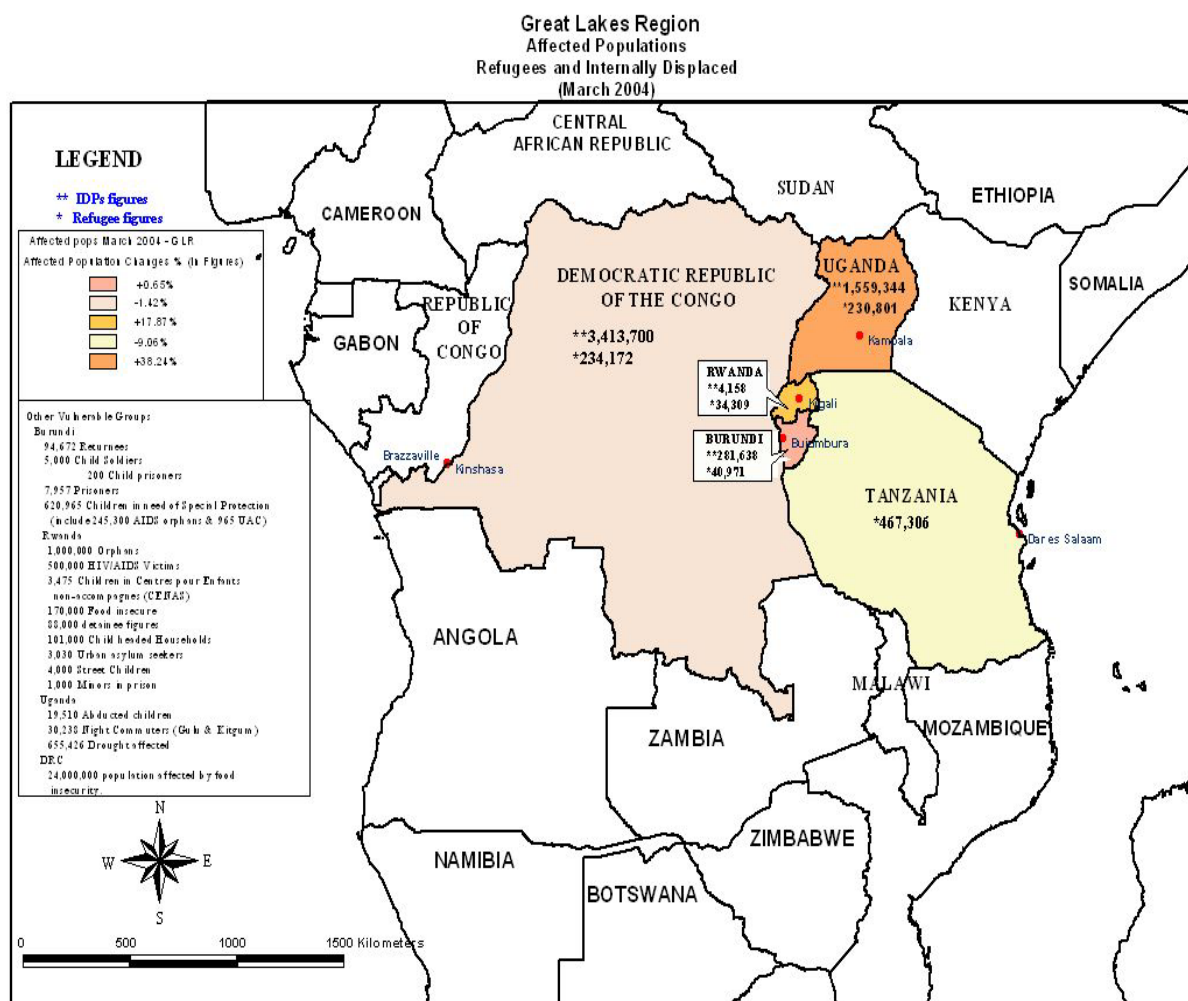 Great Lakes Region
Affected Populations
Refugees and Internally Displaced
(March 2004)
LEGEND
** IDPs figures
* Refugee figures
Affected pops March 2004 - GLR
Affected Population Changes % (In Figures)
+0.65%
-1.42%
+17.87%
-9.06%
+38.24%
Other Vulnerable Groups
Burundi
94,672 Returnees
5,000 Child Soldiers
200 Child prisoners
7,957 Prisoners
620,965 Children in need of Special Protection
(include 245,300 AIDS orphans & 965 UAC)
Rwanda
1,000,000 Orphans
500,000 HIV/AIDS Victims
3,475 Children in Centres pour Enfants
non-accompagnes (CENAS)
170,000 Food insecure
88,000 detainee figures
101,000 Child headed Households
3,030 Urban asylum seekers
4,000 Street Children
1,000 Minors in prison
Uganda
19,510 Abducted children
30,238 Night Commuters (Gulu & Kitgum)
655,426 Drought affected
DRC
24,000,000 population affected by food
insecurity.
N
W E
S
0 500 1000 1500 Kilometers
CENTRAL
AFRICAN REPUBLIC
SUDAN
ETHIOPIA
CAMEROON
SOMALIA
KENYA
UGANDA
**1,559,344
*230,801
Kampala
DEMOCRATIC REPUBLIC
OF THE CONGO
**3,413,700
*234,172
REPUBLIC
OF
CONGO
GABON
RWANDA
**4,158
*34,309
Kigali
BURUNDI
**281,638
*40,971
Bujumbura
Brazzaville
Kinshasa
TANZANIA
*467,306
Dar es Salaam
ANGOLA
MALAWI
MOZAMBIQUE
ZAMBIA
ZIMBABWE
NAMIBIA
BOTSWANA